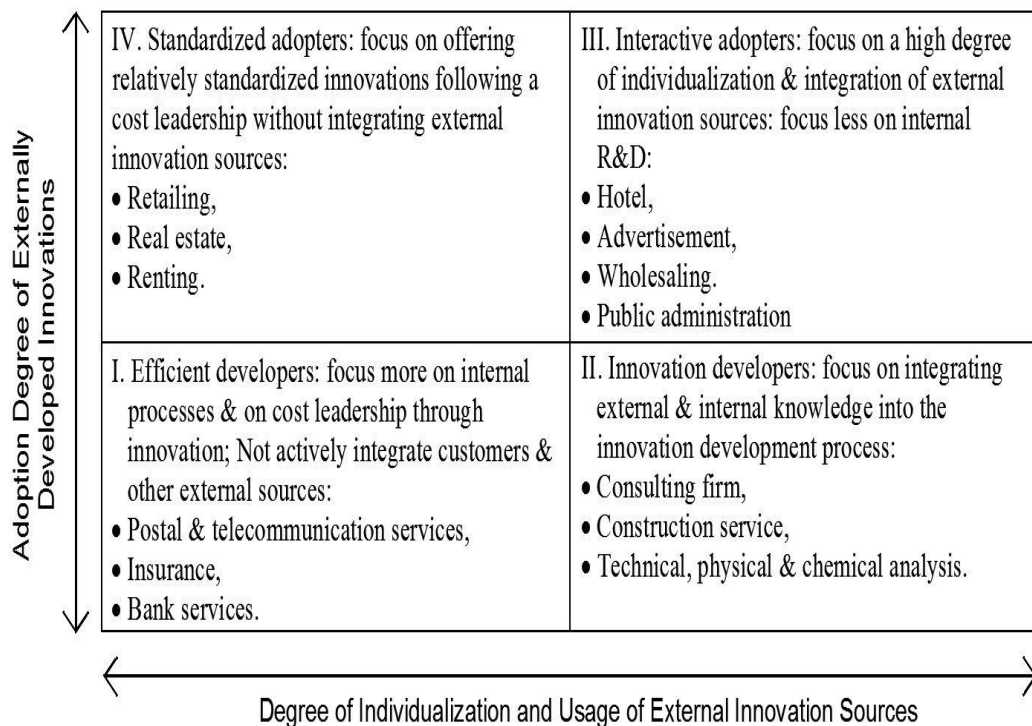 Adoption Degree of Externally
Developed Innovations
IV. Standardized adopters: focus on offering
relatively standardized innovations following a
cost leadership without integrating external
innovation sources:
• Retailing,
• Real estate,
• Renting.
III. Interactive adopters: focus on a high degree
of individualization & integration of external
innovation sources: focus less on internal
R&D:
• Hotel,
• Advertisement,
• Wholesaling.
• Public administration
I. Efficient developers: focus more on internal
processes & on cost leadership through
innovation; Not actively integrate customers &
other external sources:
• Postal & telecommunication services,
• Insurance,
• Bank services.
II. Innovation developers: focus on integrating
external & internal knowledge into the
innovation development process:
• Consulting firm,
• Construction service,
• Technical, physical & chemical analysis.
Degree of Individualization and Usage of External Innovation Sources